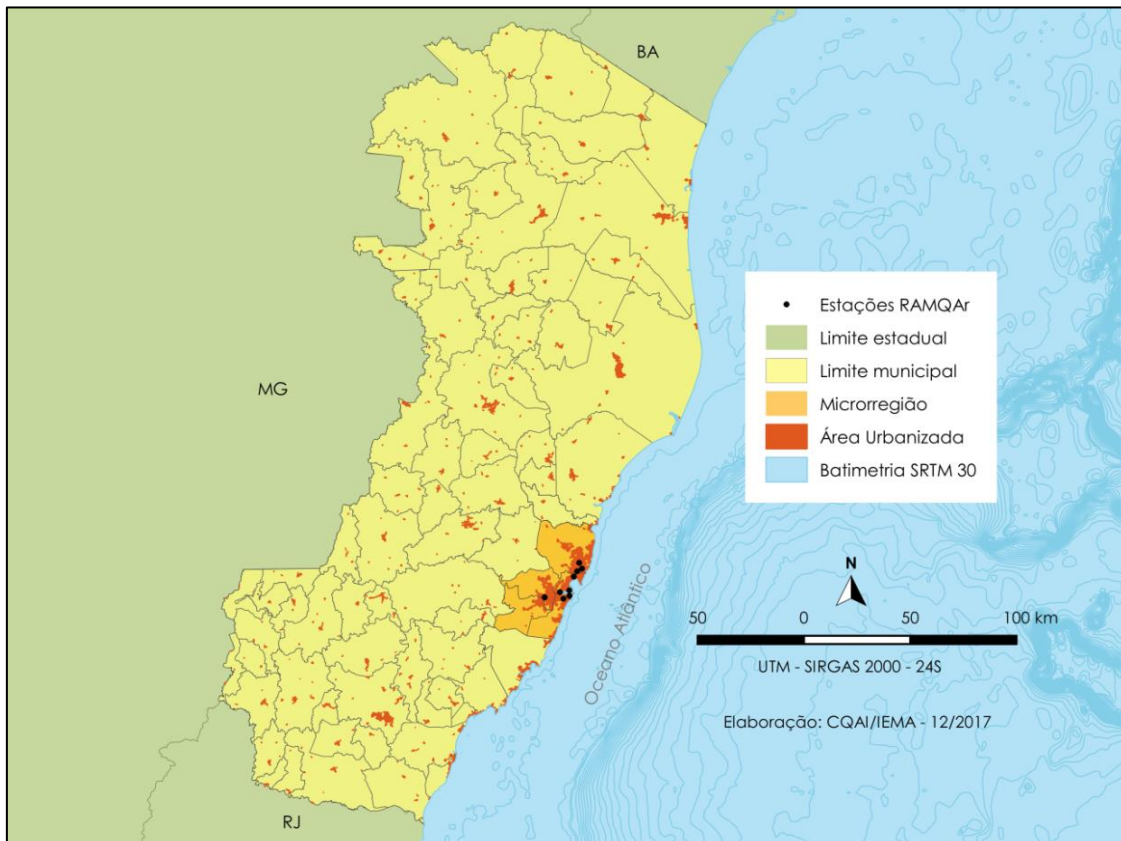 BA
MG
Estações RAMQAr
Limite estadual
Limite municipal
Microrregião
Área Urbanizada
Batimetria SRTM 30
Oceano Atlântico
N
50 0 50 100 km
UTM - SIRGAS 2000 - 24S
Elaboração: CQAI/IEMA - 12/2017
RJ